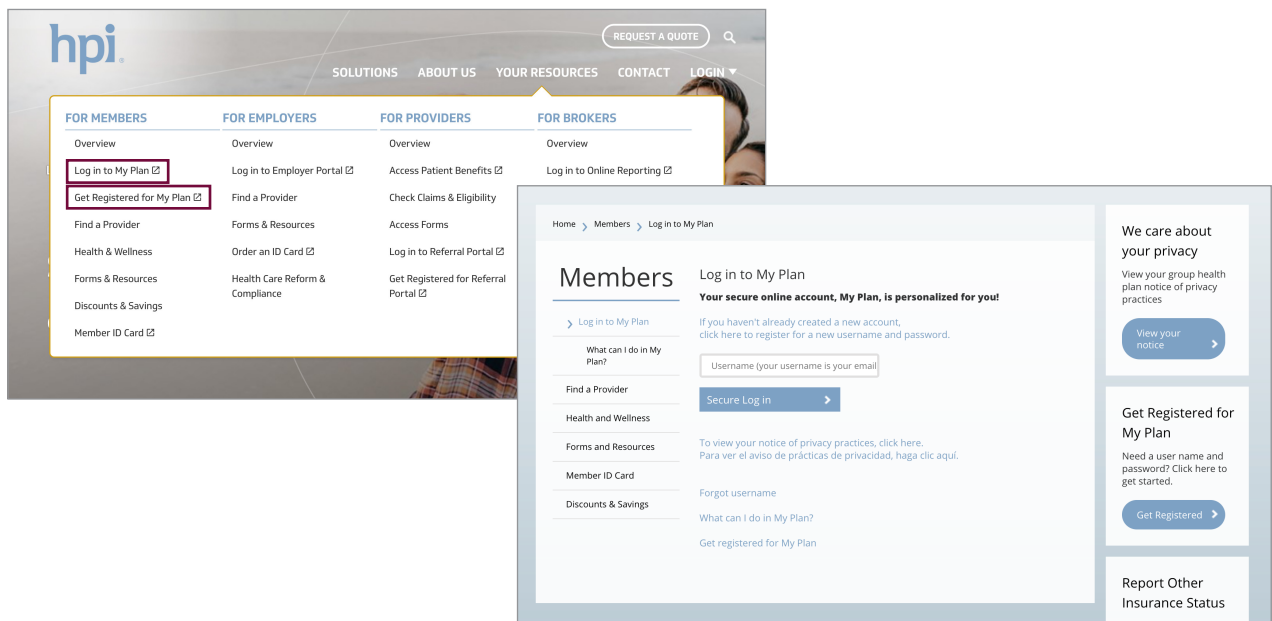 hpi®
REQUEST A QUOTE
SOLUTIONS ABOUT US YOUR RESOURCES CONTACT LOGIN
FOR MEMBERS
Overview
Log in to My Plan
Get Registered for My Plan
Find a Provider
Health & Wellness
Forms & Resources
Discounts & Savings
Member ID Card
FOR EMPLOYERS
Overview
Log in to Employer Portal
Find a Provider
Forms & Resources
Order an ID Card
Health Care Reform &
Compliance
FOR PROVIDERS
Overview
Access Patient Benefits
Check Claims & Eligibility
Access Forms
Log in to Referral Portal
Get Registered for Referral
Portal
FOR BROKERS
Overview
Log in to Online Reporting
Home > Members > Log in to My Plan
Members
Log in to My Plan
What can I do in My
Plan?
Find a Provider
Health and Wellness
Forms and Resources
Member ID Card
Discounts & Savings
Log in to My Plan
Your secure online account, My Plan, is personalized for you!
If you haven't already created a new account,
click here to register for a new username and password.
Username (your username is your email
Secure Log in
To view your notice of privacy practices, click here.
Para ver el aviso de prácticas de privacidad, haga clic aquí.
Forgot username
What can I do in My Plan?
Get registered for My Plan
We care about
your privacy
View your group health
plan notice of privacy
practices
View your
notice
Get Registered for
My Plan
Need a user name and
password? Click here to
get started.
Get Registered
Report Other
Insurance Status